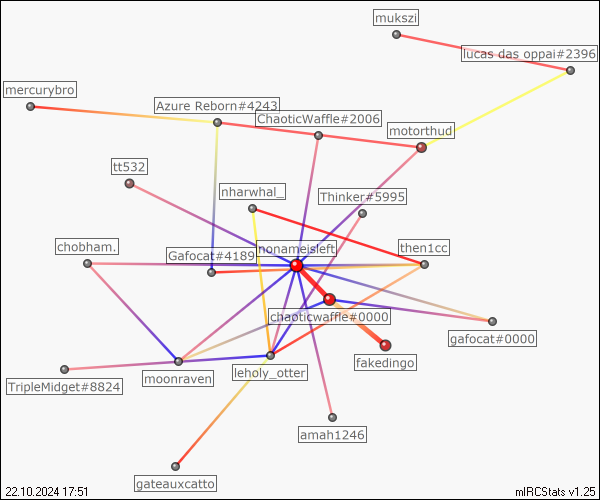 mukszi
lucas das oppai#2396
mercurybro
Azure Reborn#4243
ChaoticWaffle#2006
motorthud
tt532
nharwhal_
Thinker#5995
chobham.
Gafocat#4189
nonameisleft
then1cc
chaoticwaffle#0000
gafocat#0000
fakedingo
TripleMidget#8824
moonraven
leholy_otter
amah1246
gateauxcatto
22.10.2024 17:51
mIRCStats v1.25